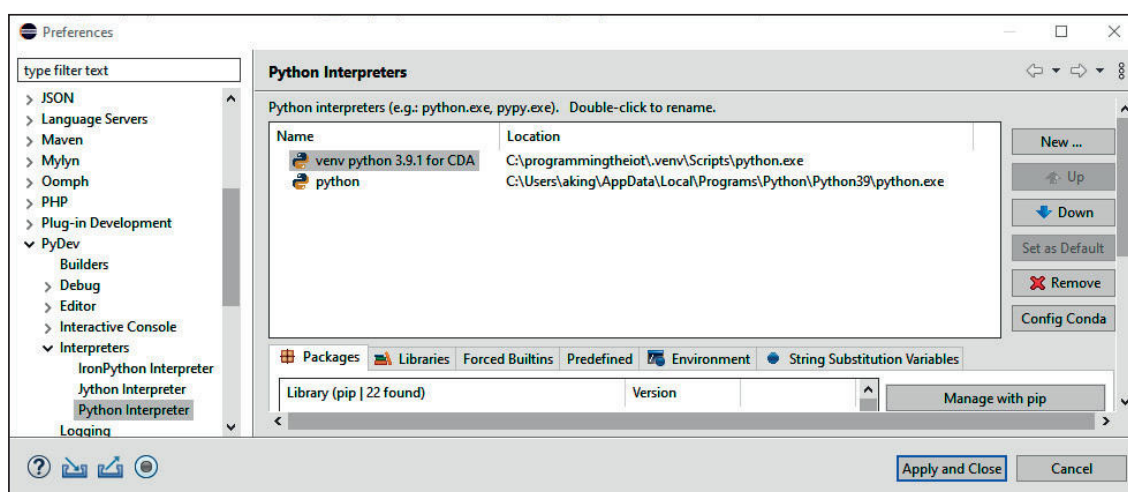 Preferences
type filter text
JSON
Language Servers
Maven
Mylyn
Oomph
PHP
Plug-in Development
PyDev
Builders
Debug
Editor
Interactive Console
Interpreters
IronPython Interpreter
Jython Interpreter
Python Interpreter
Logging
Python Interpreters
Python interpreters (e.g.: python.exe, pypy.exe). Double-click to rename.
Name Location
venv python 3.9.1 for CDA C:\programmingtheiot\.venv\Scripts\python.exe
python C:\Users\aking\AppData\Local\Programs\Python\Python39\python.exe
New ...
Up
Down
Set as Default
Remove
Config Conda
Packages Libraries Forced Builtins Predefined Environment String Substitution Variables
Library (pip | 22 found) Version
Manage with pip
Apply and Close Cancel